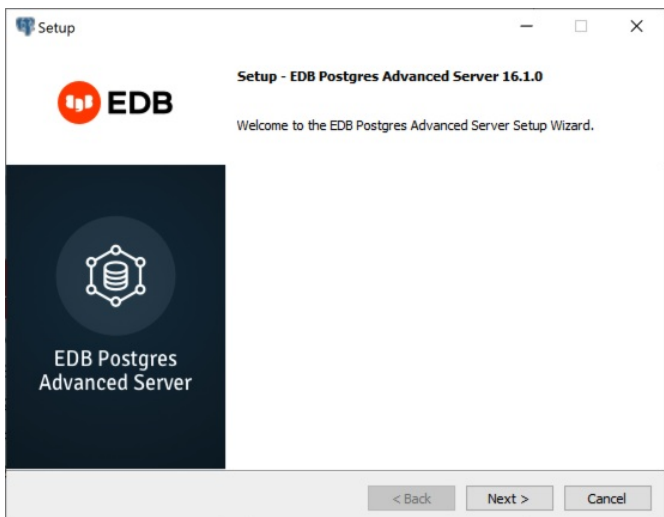 Setup
EDB
Setup - EDB Postgres Advanced Server 16.1.0
Welcome to the EDB Postgres Advanced Server Setup Wizard.
EDB Postgres
Advanced Server
< Back
Next >
Cancel